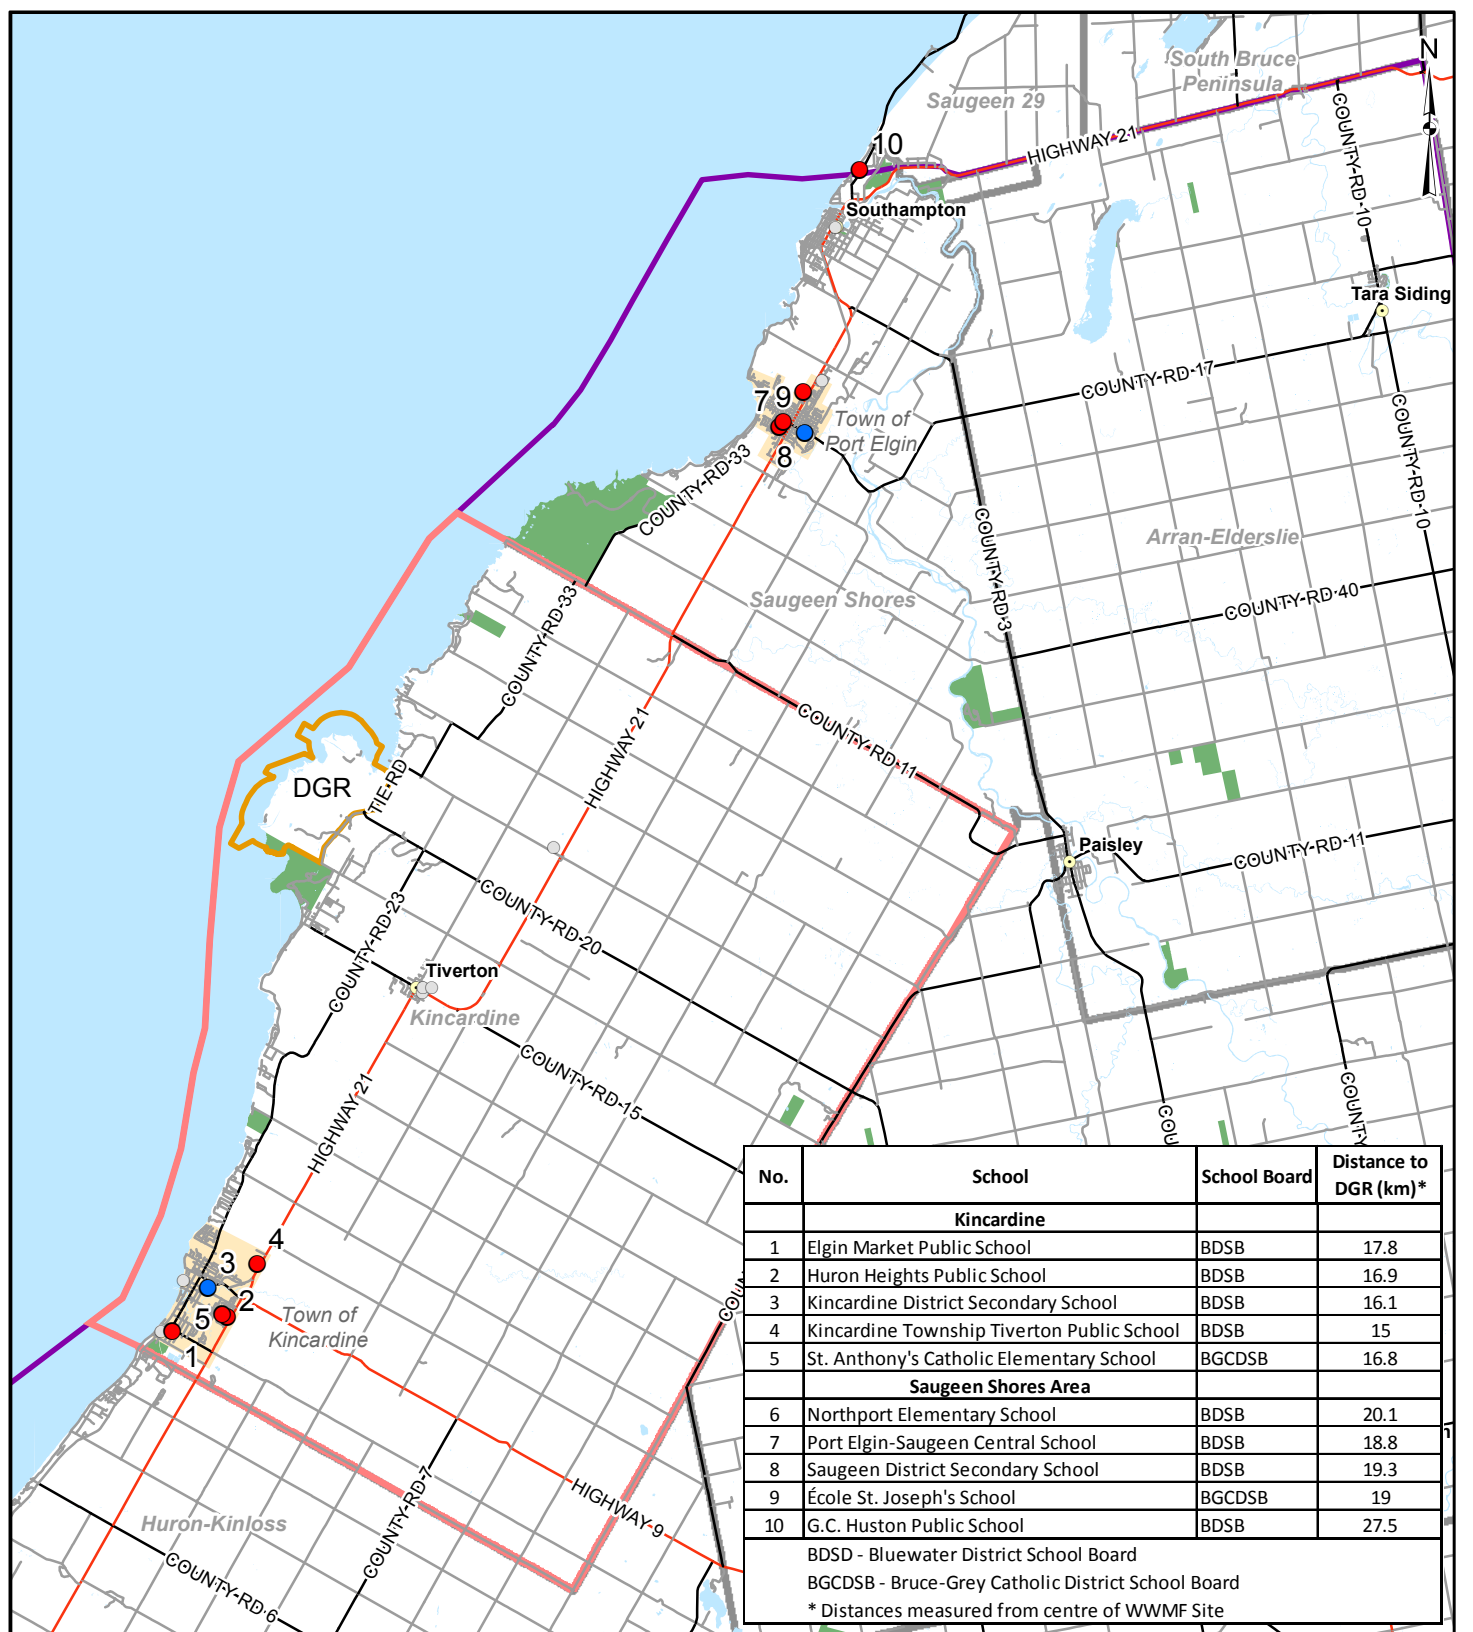 N
South Bruce
Peninsula
Saugeen 29
HIGHWAY 21
COUNTY RD 10
10
Southampton
Tara Siding
COUNTY RD 17
7
9
8
Town of
Port Elgin
COUNTY RD 33
COUNTY RD 10
COUNTY RD 3
Arran-Elderslie
COUNTY RD 40
Saugeen Shores
COUNTY RD 33
HIGHWAY 21
COUNTY RD 11
DGR
TIE RD
Paisley
COUNTY RD 11
COUNTY RD 23
COUNTY RD 20
Tiverton
Kincardine
COUNTY RD 15
HIGHWAY 21
COU
COUNTY
COUN
4
3
2
5
1
Town of
Kincardine
HIGHWAY 9
COUNTY RD 7
Huron-Kinloss
COUNTY RD 6
No. School School Board Distance to
DGR (km)*
Kincardine
1 Elgin Market Public School BDSB 17.8
2 Huron Heights Public School BDSB 16.9
3 Kincardine District Secondary School BDSB 16.1
4 Kincardine Township Tiverton Public School BDSB 15
5 St. Anthony's Catholic Elementary School BGCDSB 16.8
Saugeen Shores Area
6 Northport Elementary School BDSB 20.1
7 Port Elgin-Saugeen Central School BDSB 18.8
8 Saugeen District Secondary School BDSB 19.3
9 École St. Joseph's School BGCDSB 19
10 G.C. Huston Public School BDSB 27.5
BDSD - Bluewater District School Board
BGCDSB - Bruce-Grey Catholic District School Board
* Distances measured from centre of WWMF Site